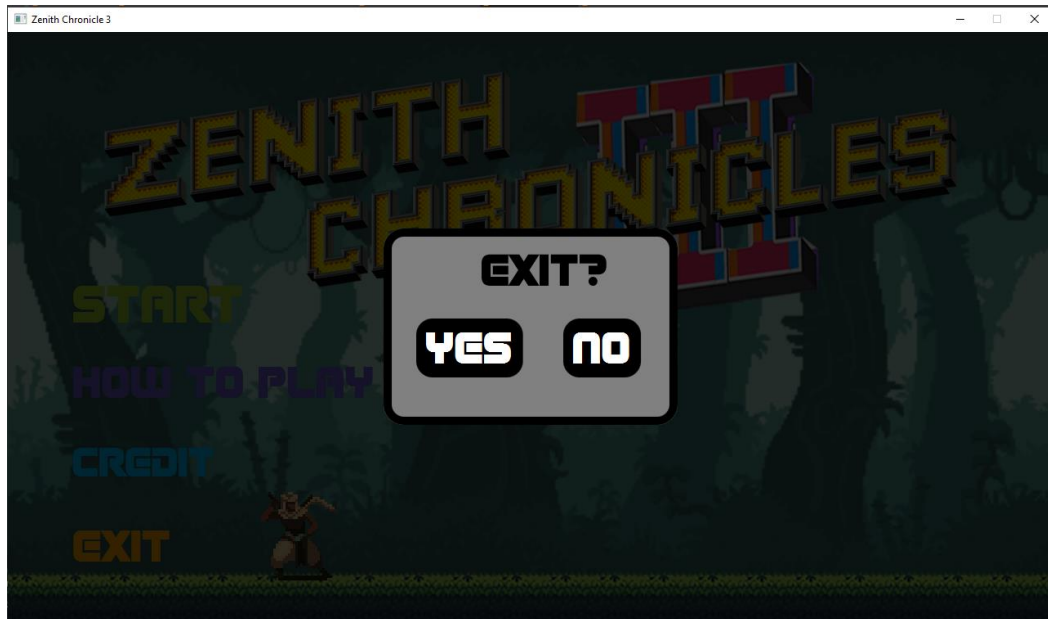 Zenith Chronicle 3
ZENITH III
CHRONICLES
EXIT?
YES NO
START
HOW TO PLAY
CREDIT
EXIT